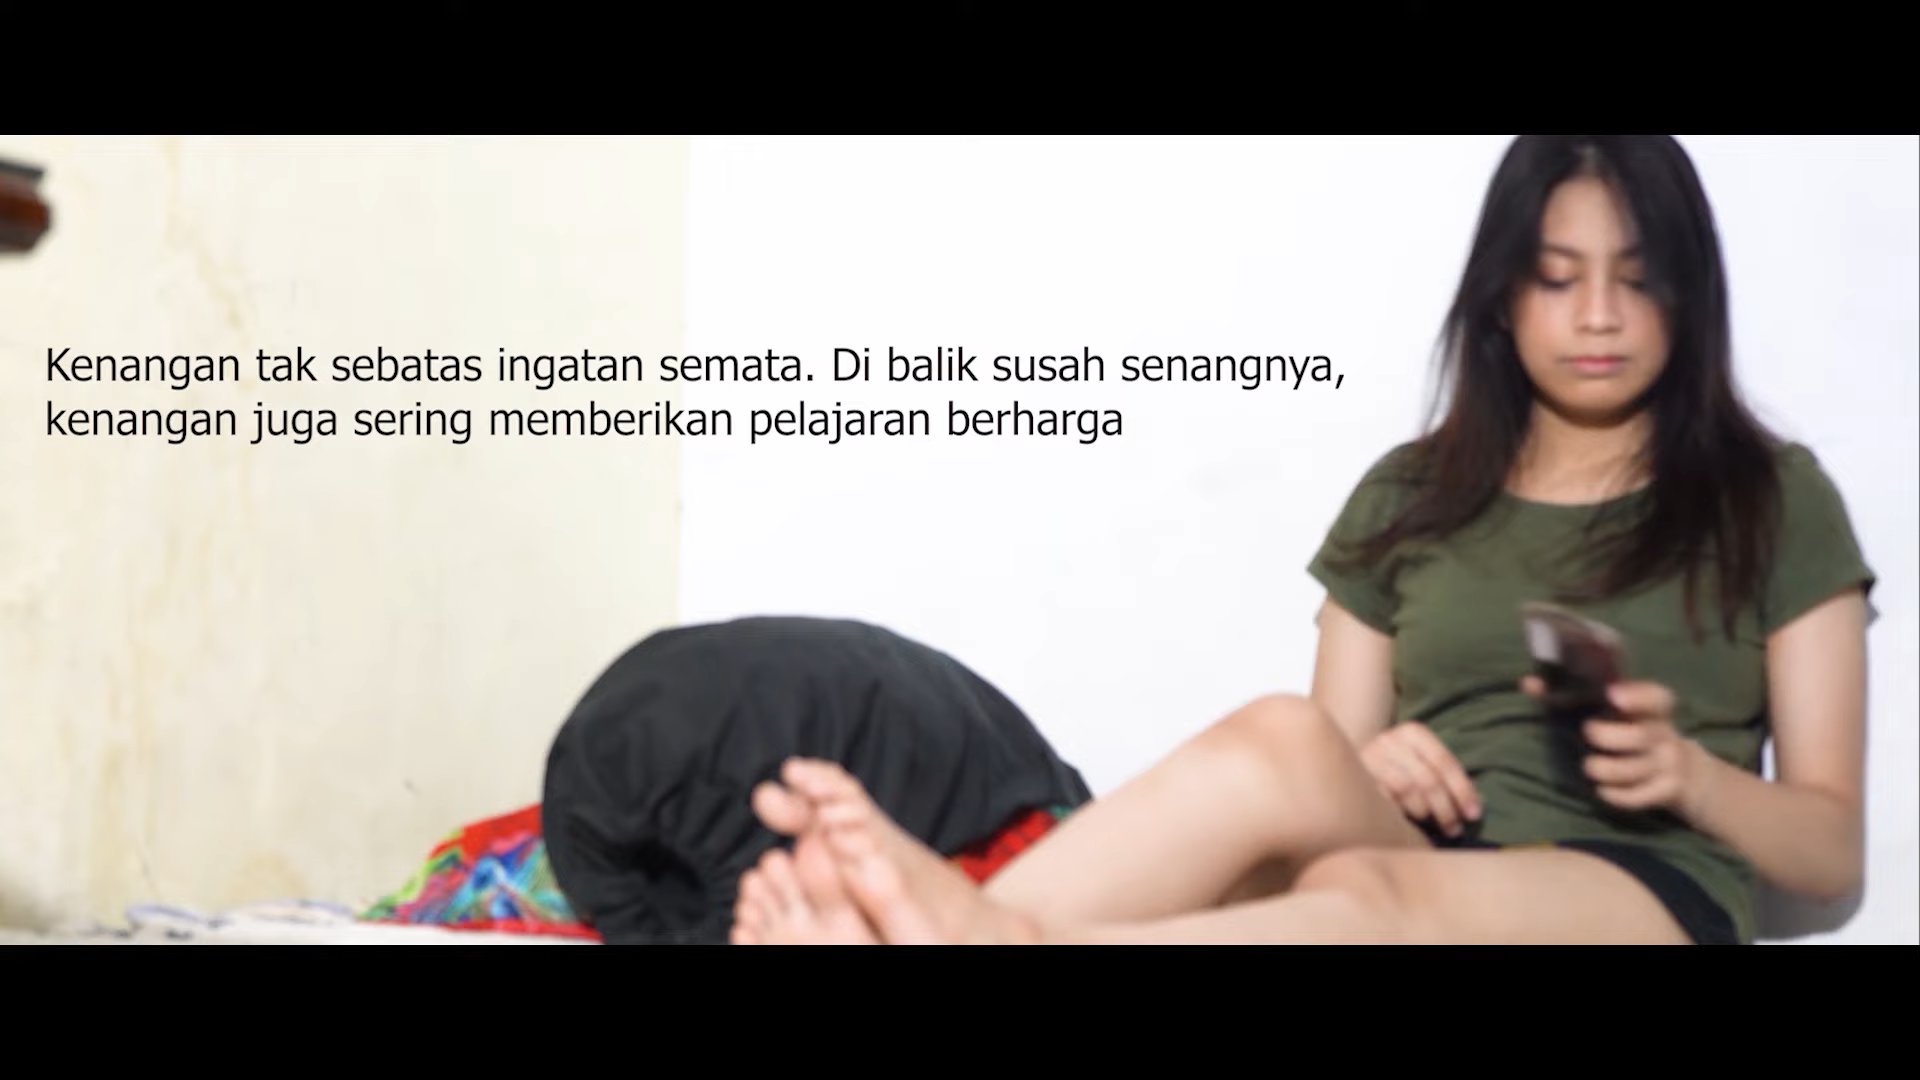 Kenangan tak sebatas ingatan semata. Di balik susah senangnya,
kenangan juga sering memberikan pelajaran berharga